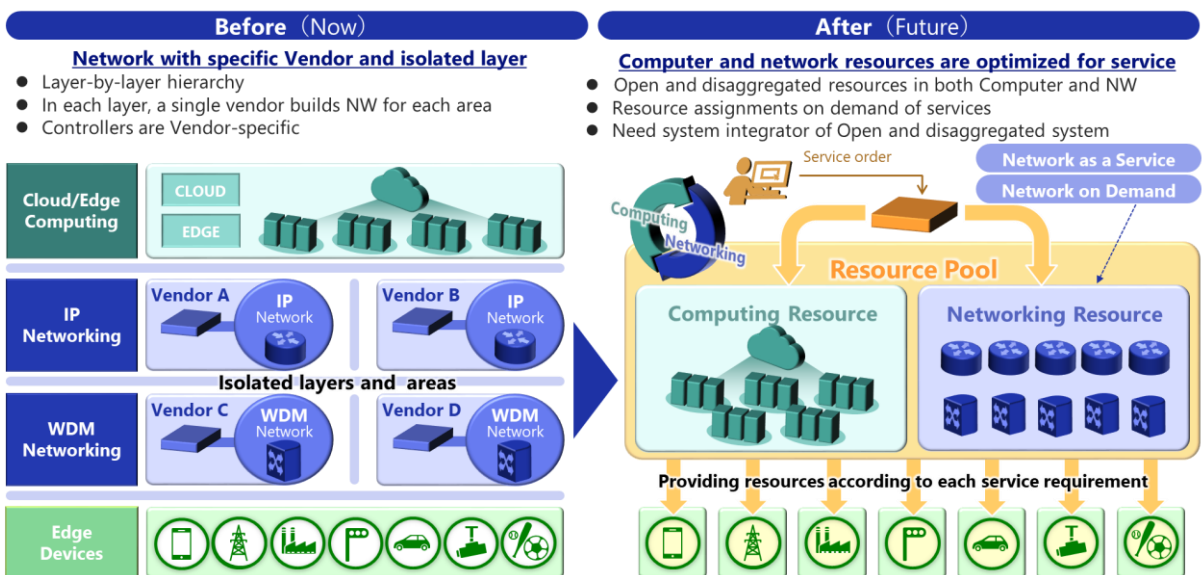 Before（Now）
Network with specific Vendor and isolated layer
● Layer-by-layer hierarchy
● In each layer, a single vendor builds NW for each area
● Controllers are Vendor-specific
Cloud/Edge
Computing
CLOUD
EDGE
IP
Networking
Vendor A
IP
Network
Vendor B
IP
Network
Isolated layers and areas
WDM
Networking
Vendor C
WDM
Network
Vendor D
WDM
Network
Edge
Devices
After（Future）
Computer and network resources are optimized for service
● Open and disaggregated resources in both Computer and NW
● Resource assignments on demand of services
● Need system integrator of Open and disaggregated system
Service order
Network as a Service
Network on Demand
Computing
Networking
Resource Pool
Computing Resource
Networking Resource
Providing resources according to each service requirement